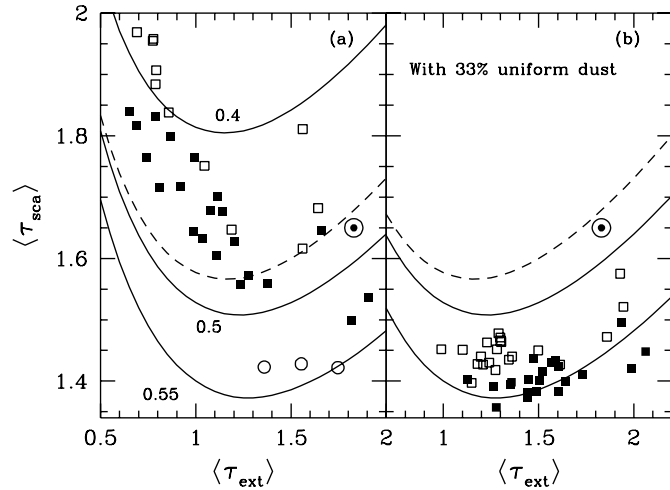 2
1.8
1.6
1.4
⟨τsca⟩
(a)
0.4
0.5
0.55
0.5
1
1.5
2
⟨τext⟩
(b)
With 33% uniform dust
1
1.5
2
⟨τext⟩